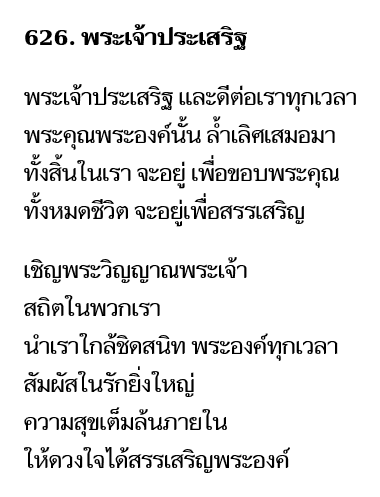 626. พระเจ้าประเสริฐ
พระเจ้าประเสริฐ และดีต่อเราทุกเวลา
พระคุณพระองค์นั้น ล้ำเลิศเสมอมา
ทั้งสิ้นในเรา จะอยู่ เพื่อขอบพระคุณ
ทั้งหมดชีวิต จะอยู่เพื่อสรรเสริญ
เชิญพระวิญญาณพระเจ้า
สถิตในพวกเรา
นำเราใกล้ชิดสนิท พระองค์ทุกเวลา
สัมผัสในรักยิ่งใหญ่
ความสุขเต็มล้นภายใน
ให้ดวงใจได้สรรเสริญพระองค์